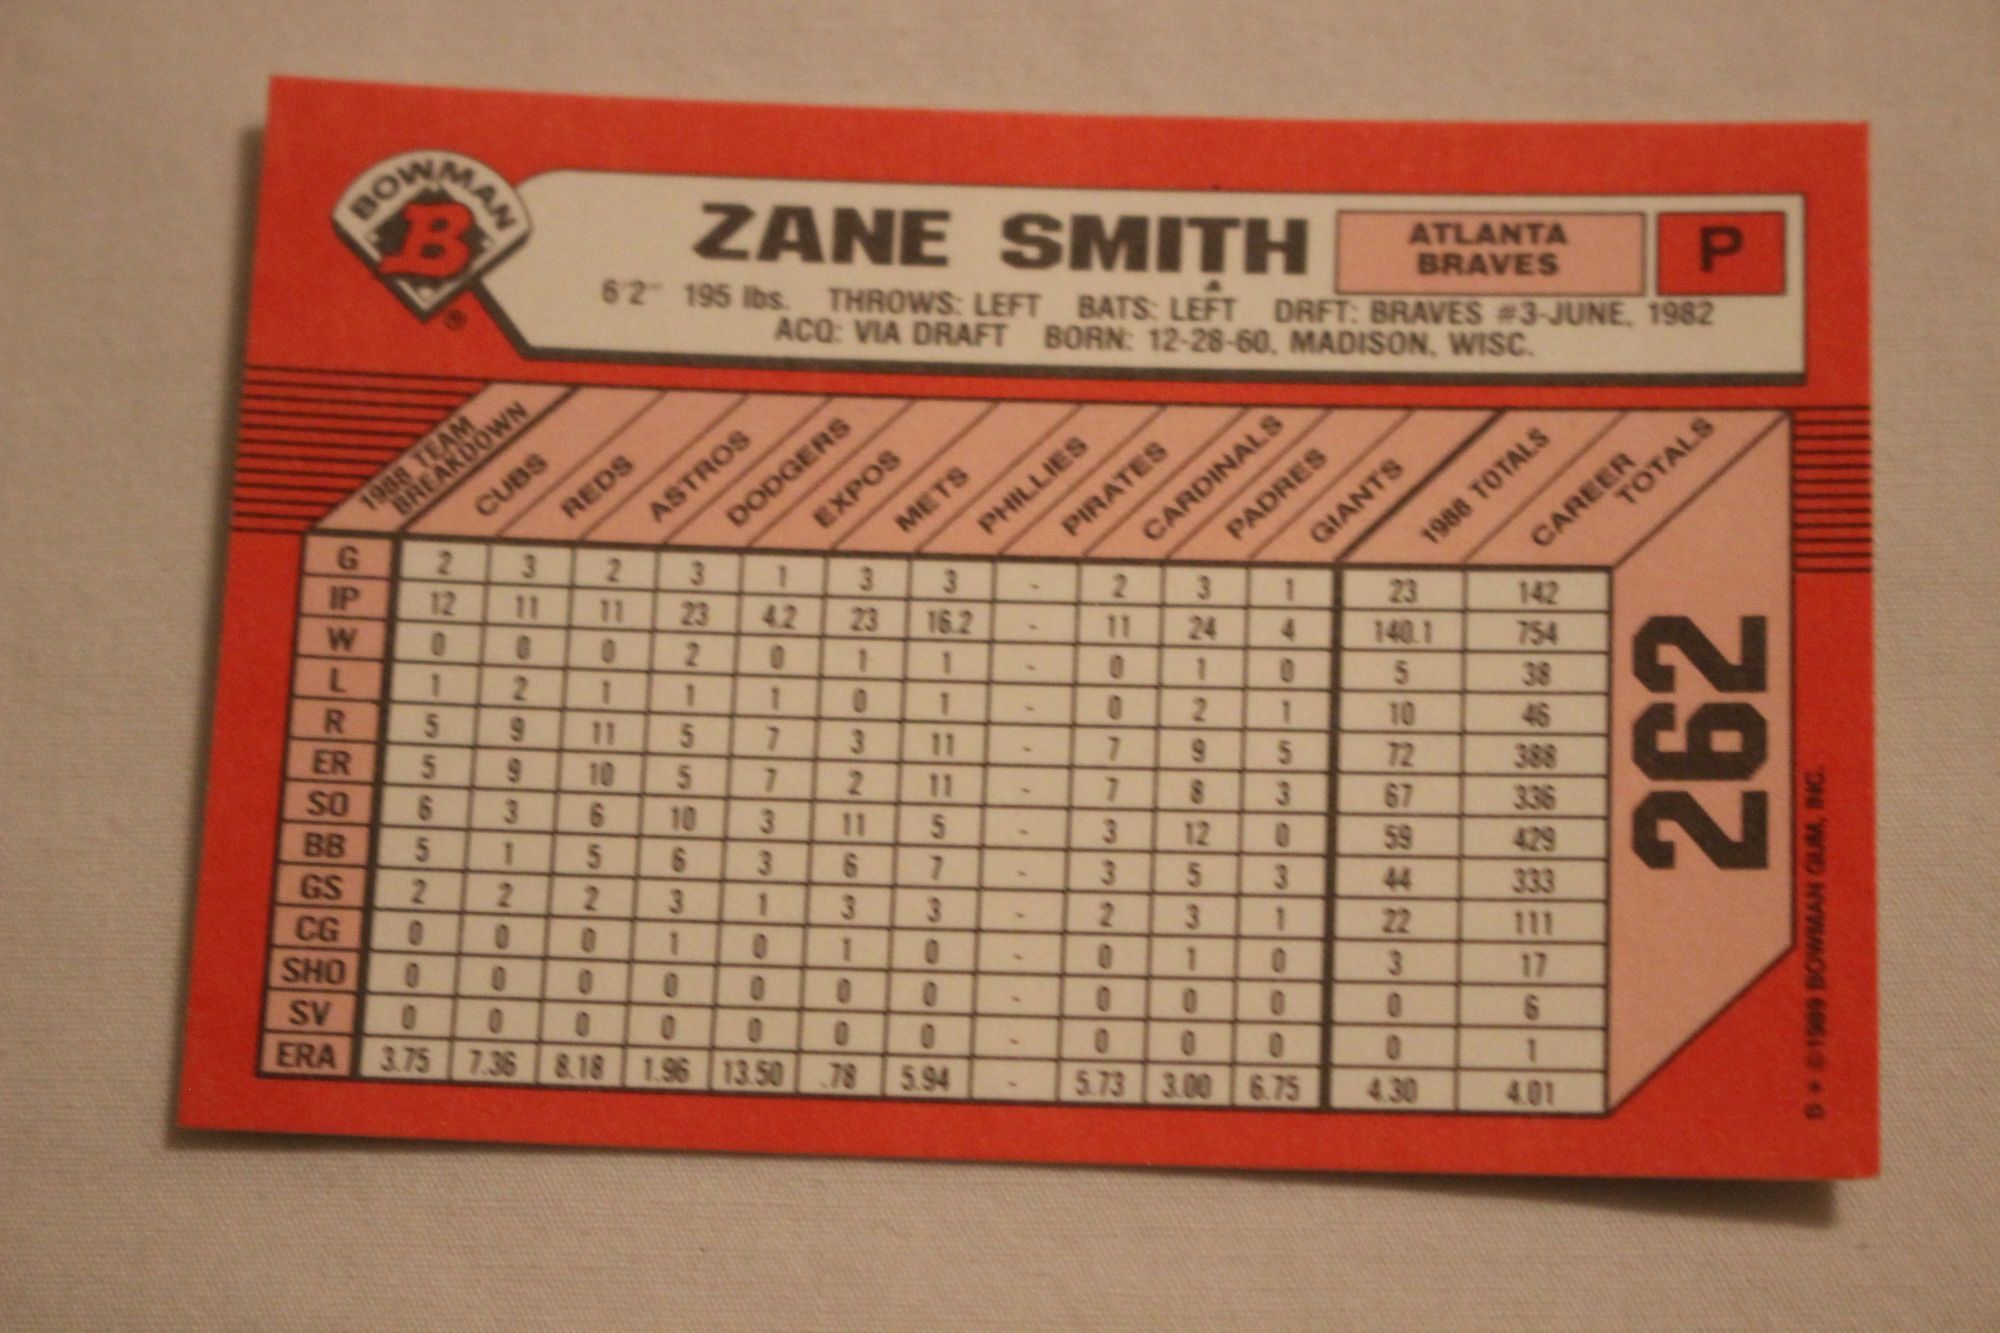 BOWMAN
B
®
ZANE SMITH
ATLANTA
BRAVES
P
6'2" 195 lbs. THROWS: LEFT BATS: LEFT DRFT: BRAVES #3-JUNE, 1982
ACQ: VIA DRAFT BORN: 12-28-60, MADISON, WISC.
1988 TEAM
BREAKDOWN
CUBS
REDS
ASTROS
DODGERS
EXPOS
METS
PHILLIES
PIRATES
CARDINALS
PADRES
GIANTS
1988 TOTALS
CAREER
TOTALS
G 2 3 2 3 1 3 3 - 2 3 1 23 142
IP 12 11 11 23 4.2 23 16.2 - 11 24 4 140.1 754
W 0 0 0 2 0 1 1 - 0 1 0 5 38
L 1 2 1 1 1 0 1 - 0 2 1 10 46
R 5 9 11 5 7 3 11 - 7 9 5 72 388
ER 5 9 10 5 7 2 11 - 7 8 3 67 336
SO 6 3 6 10 3 11 5 - 3 12 0 59 429
BB 5 1 5 6 3 6 7 - 3 5 3 44 333
GS 2 2 2 3 1 3 3 - 2 3 1 22 111
CG 0 0 0 1 0 1 0 - 0 1 0 3 17
SHO 0 0 0 0 0 0 0 - 0 0 0 0 6
SV 0 0 0 0 0 0 0 - 0 0 0 0 1
ERA 3.75 7.36 8.18 1.96 13.50 .78 5.94 - 5.73 3.00 6.75 4.30 4.01
262
©1989 BOWMAN GUM, INC.